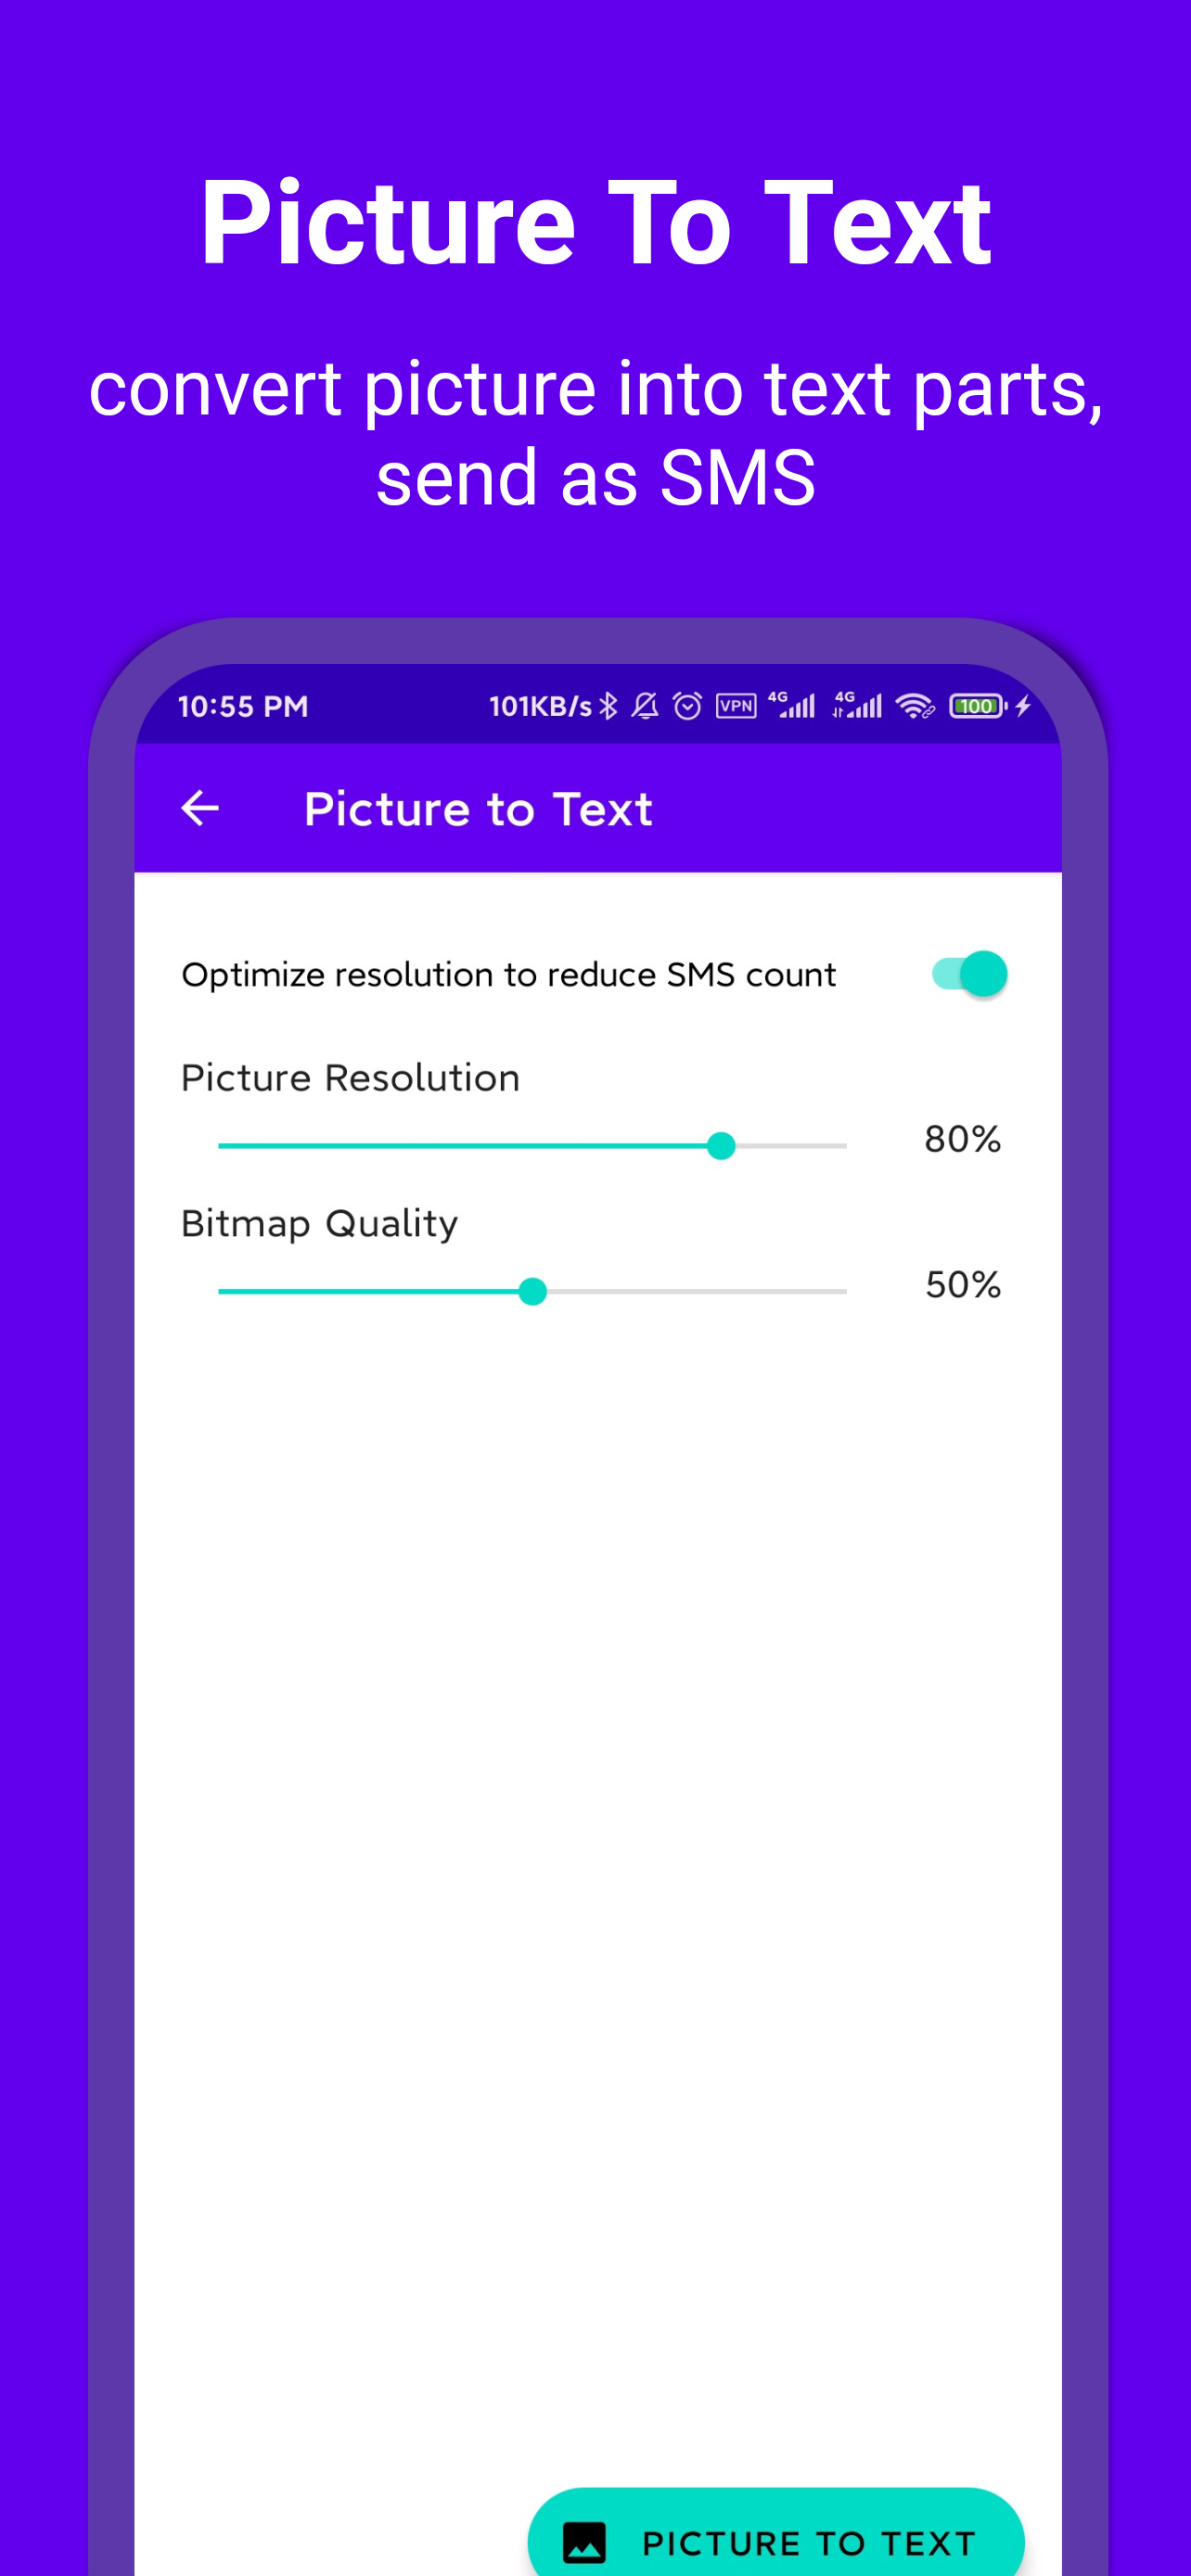 Picture To Text
convert picture into text parts,
send as SMS
10:55 PM 101KB/s VPN 4G 4G 100
Picture to Text
Optimize resolution to reduce SMS count
Picture Resolution
80%
Bitmap Quality
50%
PICTURE TO TEXT